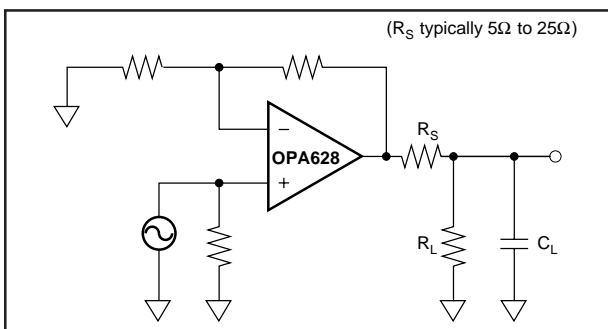 (R_S typically 5Ω to 25Ω)
−
OPA628
+
R_S
R_L
C_L